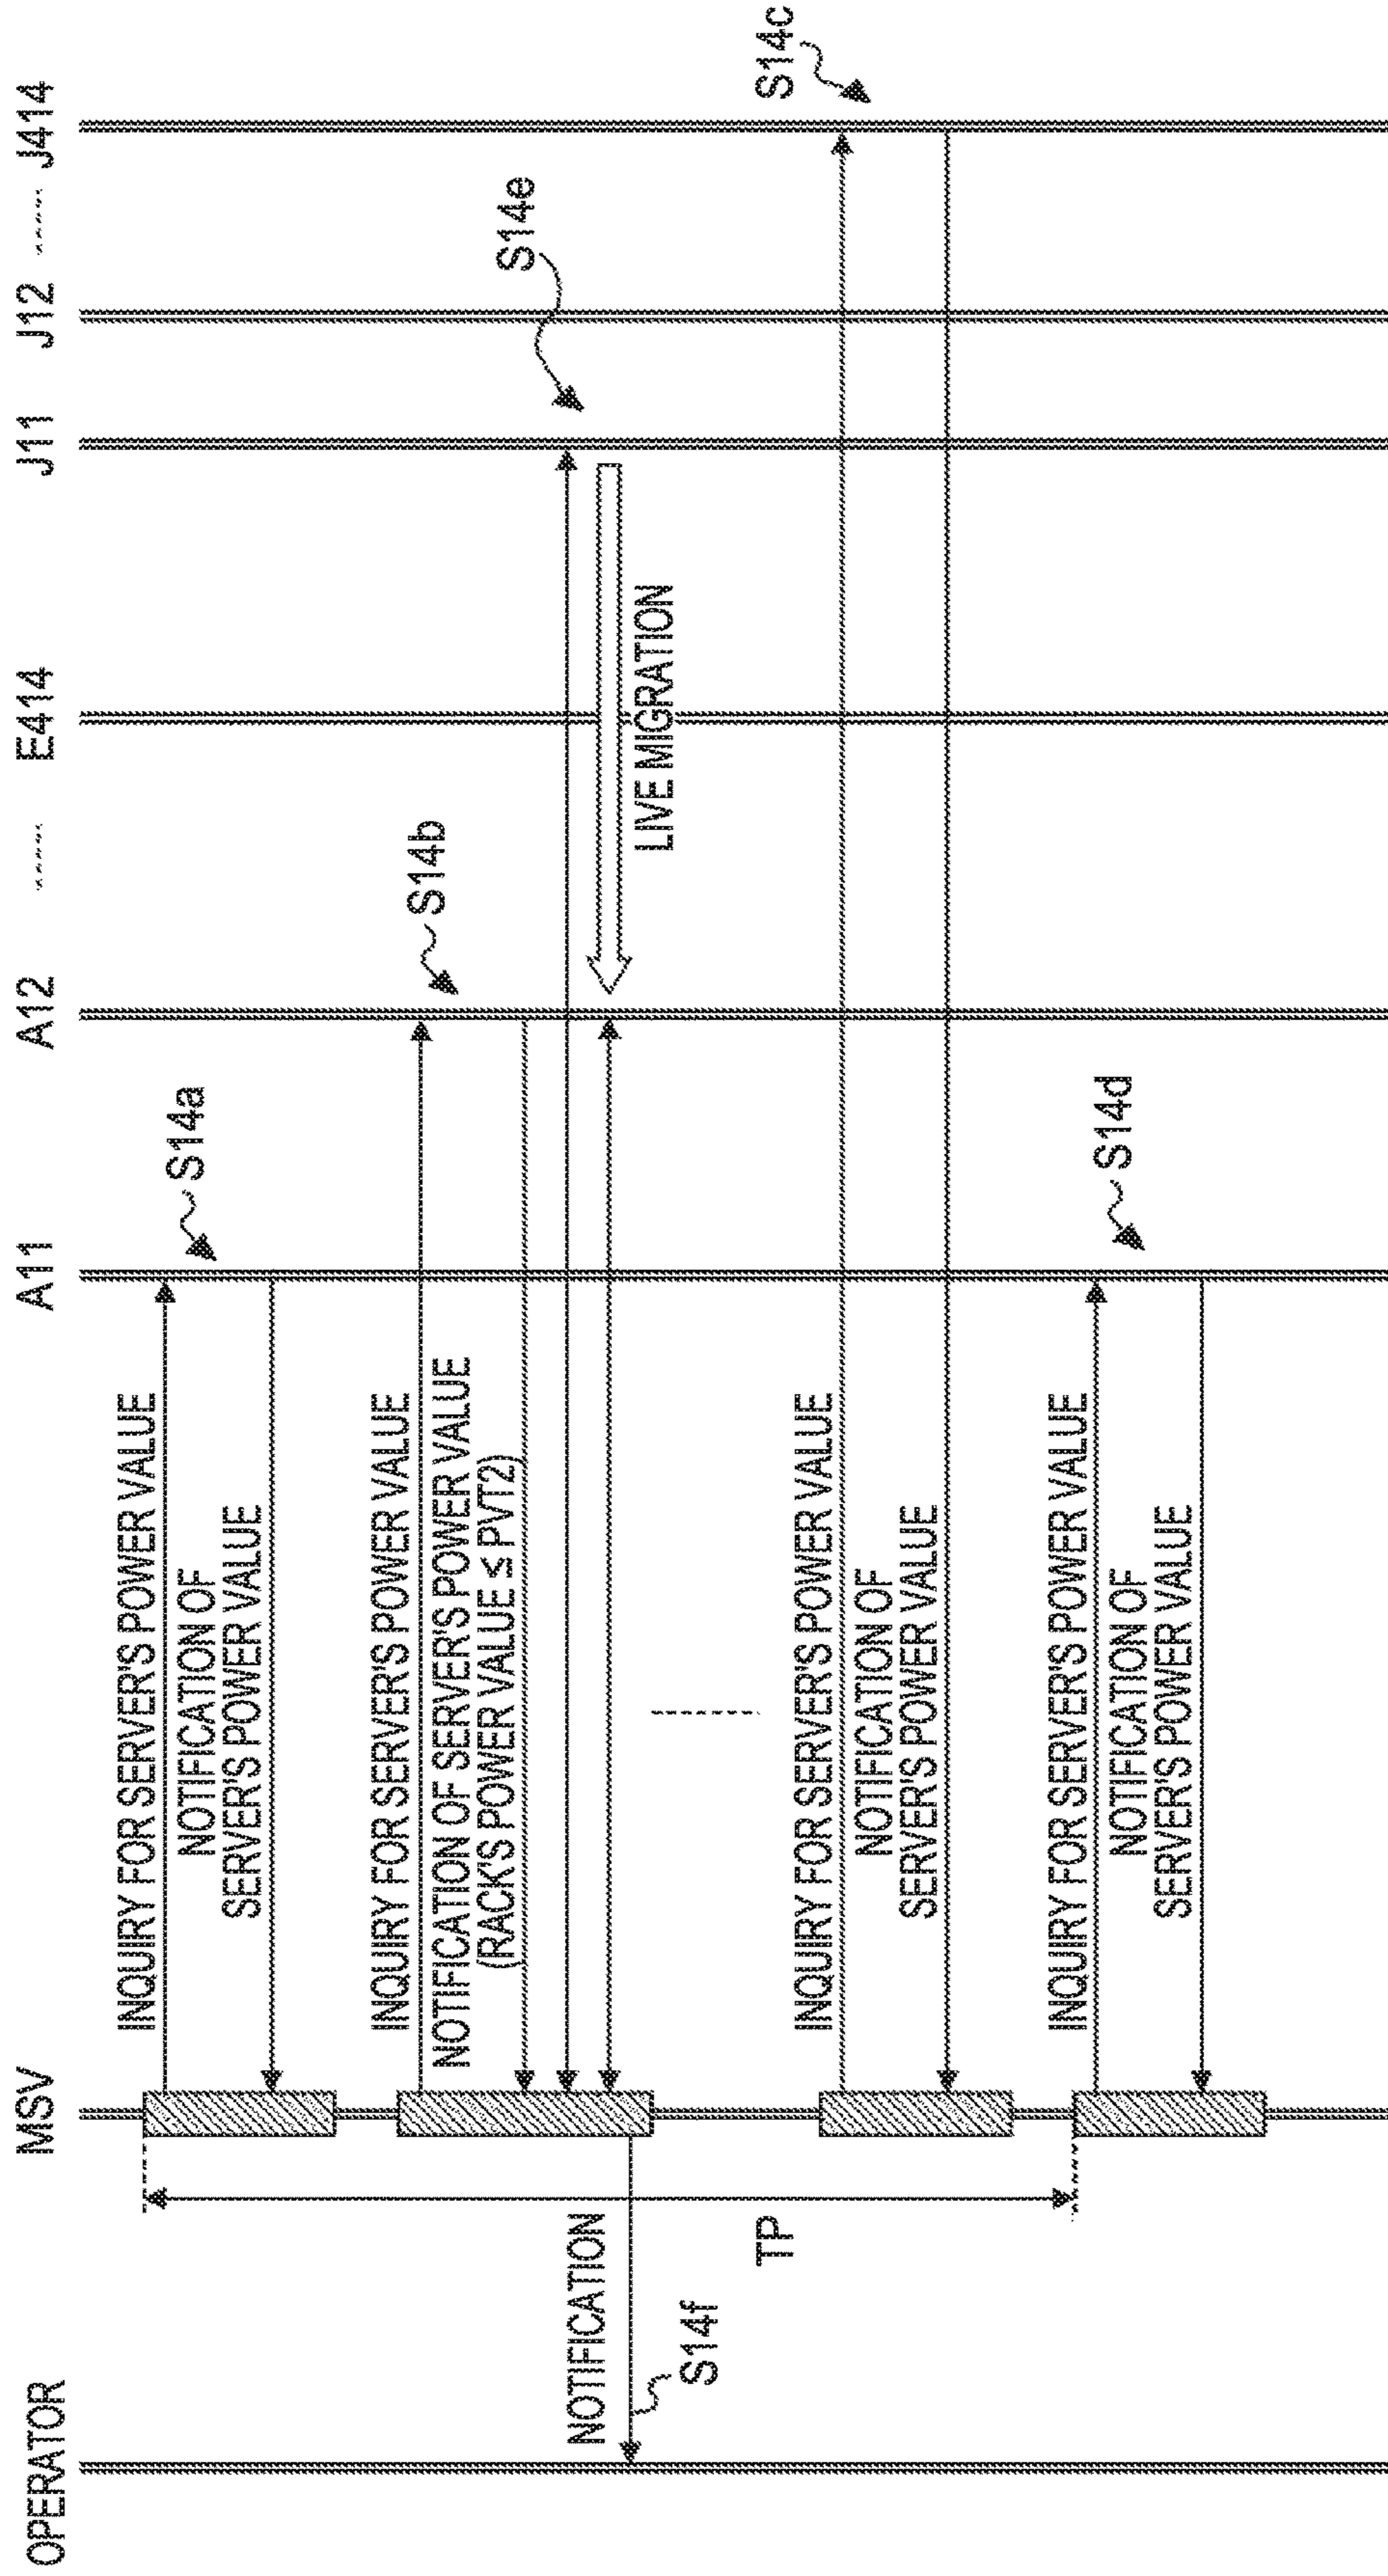 OPERATOR
MSV
A11
A12
E414
J11
J12
J414
INQUIRY FOR SERVER'S POWER VALUE
S14a
NOTIFICATION OF
SERVER'S POWER VALUE
INQUIRY FOR SERVER'S POWER VALUE
S14b
NOTIFICATION OF SERVER'S POWER VALUE
(RACK'S POWER VALUE ≤ PVT2)
S14e
LIVE MIGRATION
NOTIFICATION
S14f
TP
INQUIRY FOR SERVER'S POWER VALUE
S14c
NOTIFICATION OF
SERVER'S POWER VALUE
INQUIRY FOR SERVER'S POWER VALUE
S14d
NOTIFICATION OF
SERVER'S POWER VALUE